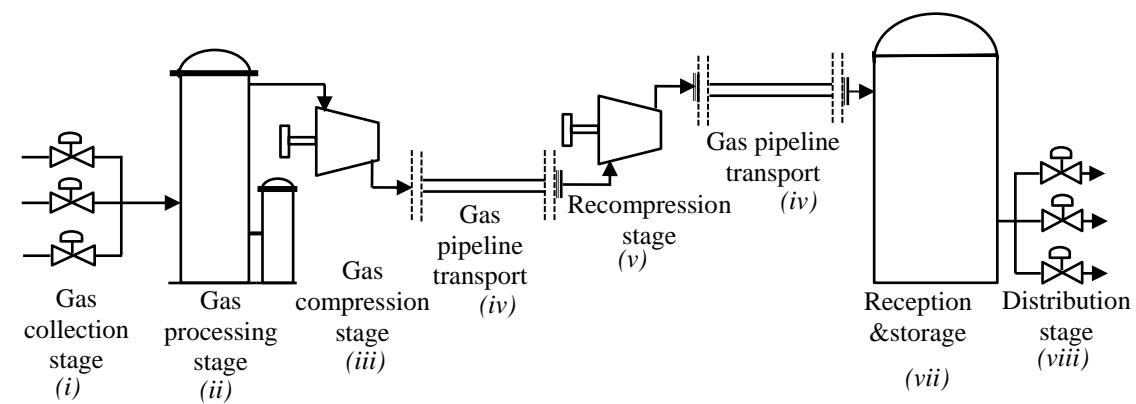 Gas
collection
stage
(i)
Gas
processing
stage
(ii)
Gas
compression
stage
(iii)
Gas
pipeline
transport
(iv)
Recompression
stage
(v)
Gas pipeline
transport
(iv)
Reception
&storage
(vii)
Distribution
stage
(viii)